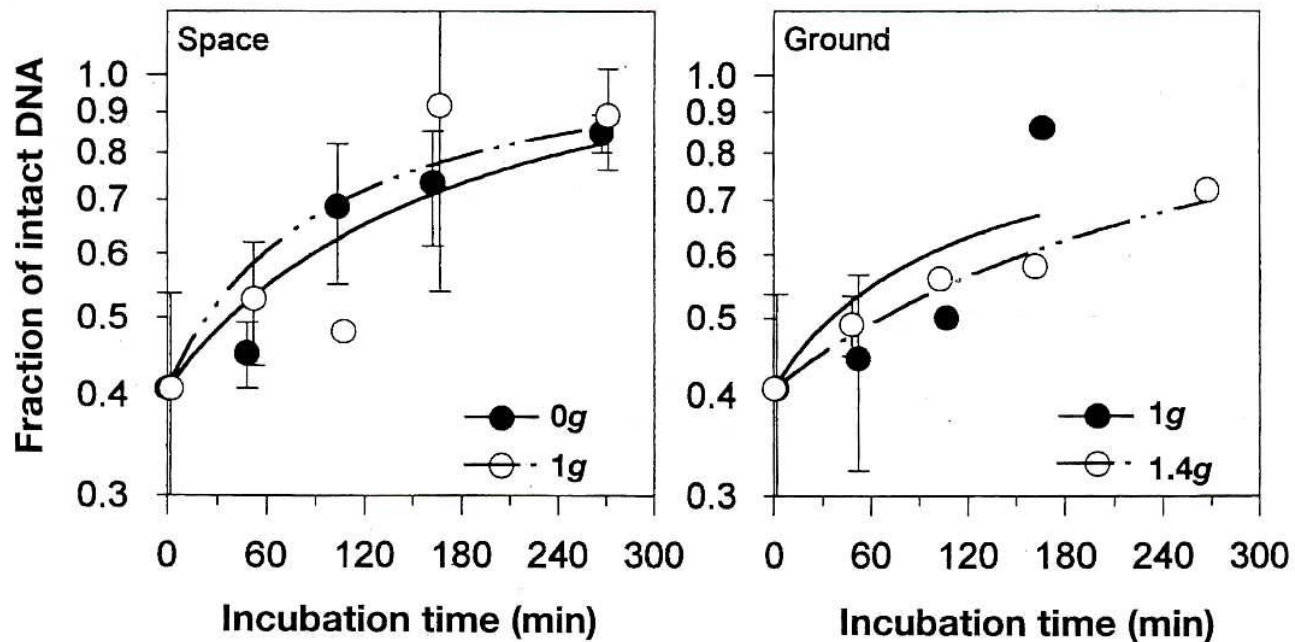 Fraction of intact DNA
Space
1.0
0.9
0.8
0.7
0.6
0.5
0.4
0.3
0g
1g
0 60 120 180 240 300
Incubation time (min)
Ground
1.0
0.9
0.8
0.7
0.6
0.5
0.4
0.3
1g
1.4g
0 60 120 180 240 300
Incubation time (min)